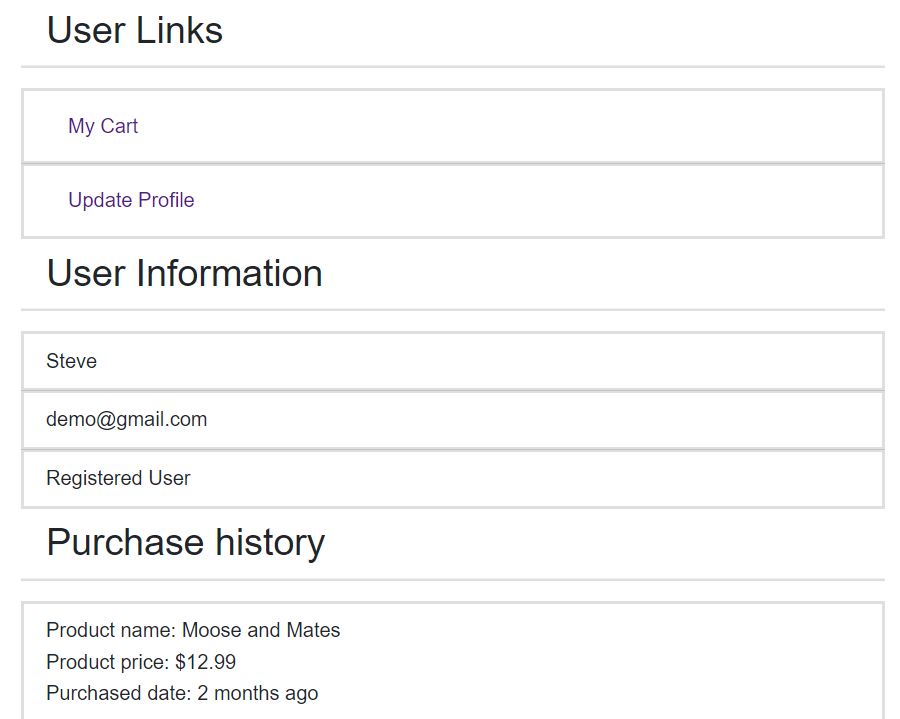 User Links
My Cart
Update Profile
User Information
Steve
demo@gmail.com
Registered User
Purchase history
Product name: Moose and Mates
Product price: $12.99
Purchased date: 2 months ago